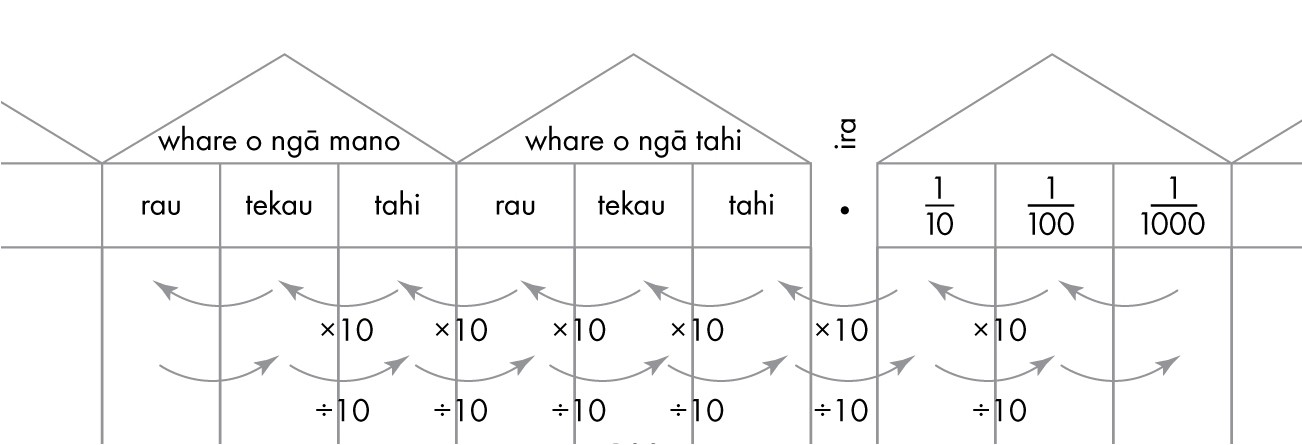 whare o ngā mano whare o ngā tahi .ira
rau tekau tahi rau tekau tahi • 1/10 1/100 1/1000
×10 ×10 ×10 ×10 ×10 ×10
÷10 ÷10 ÷10 ÷10 ÷10 ÷10